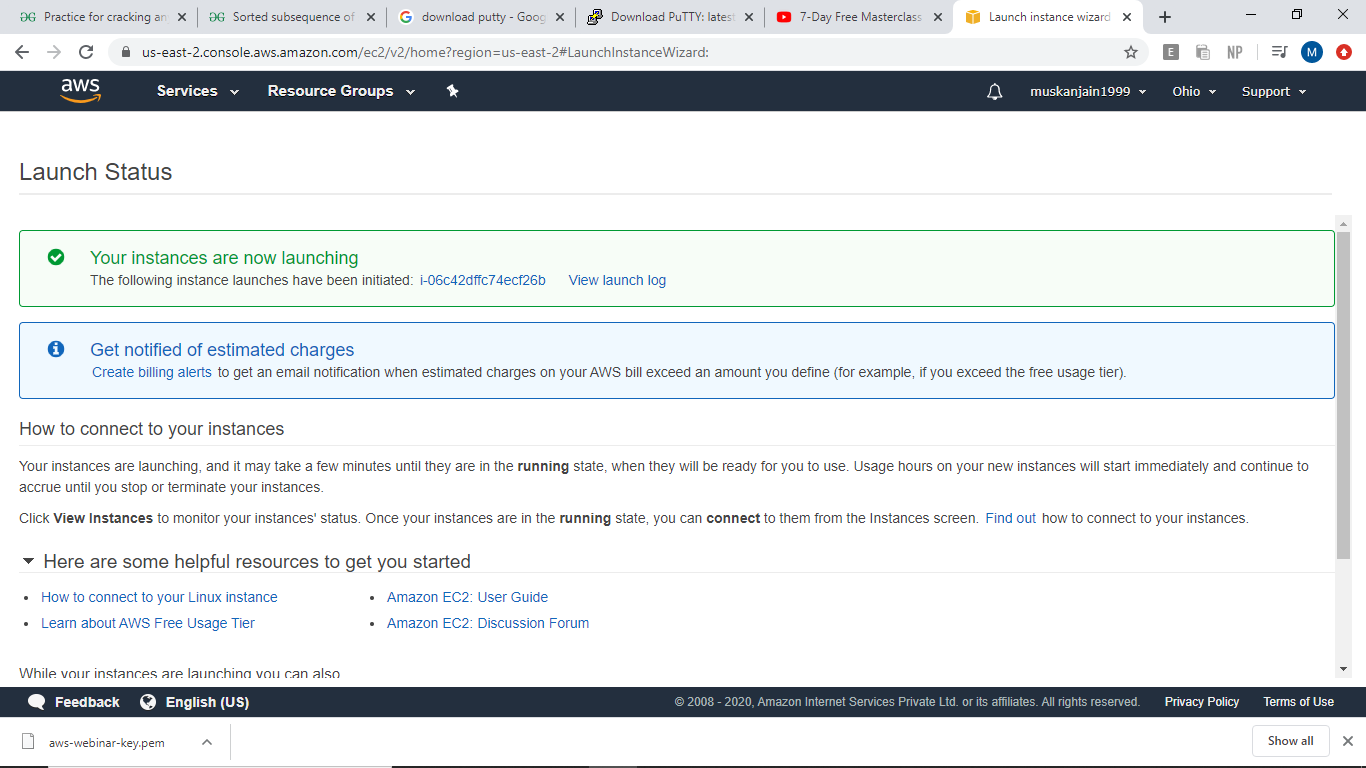 Practice for cracking an
Sorted subsequence of
download putty - Goog
Download PuTTY: latest
7-Day Free Masterclass
Launch instance wizard
us-east-2.console.aws.amazon.com/ec2/v2/home?region=us-east-2#LaunchInstanceWizard:
E
NP
M
aws
Services
Resource Groups
muskanjain1999
Ohio
Support
Launch Status
Your instances are now launching
The following instance launches have been initiated: i-06c42dffc74ecf26b View launch log
Get notified of estimated charges
Create billing alerts to get an email notification when estimated charges on your AWS bill exceed an amount you define (for example, if you exceed the free usage tier).
How to connect to your instances
Your instances are launching, and it may take a few minutes until they are in the running state, when they will be ready for you to use. Usage hours on your new instances will start immediately and continue to
accrue until you stop or terminate your instances.
Click View Instances to monitor your instances' status. Once your instances are in the running state, you can connect to them from the Instances screen. Find out how to connect to your instances.
Here are some helpful resources to get you started
• How to connect to your Linux instance
• Amazon EC2: User Guide
• Learn about AWS Free Usage Tier
• Amazon EC2: Discussion Forum
While your instances are launching you can also
Feedback
English (US)
© 2008 - 2020, Amazon Internet Services Private Ltd. or its affiliates. All rights reserved.
Privacy Policy
Terms of Use
aws-webinar-key.pem
Show all